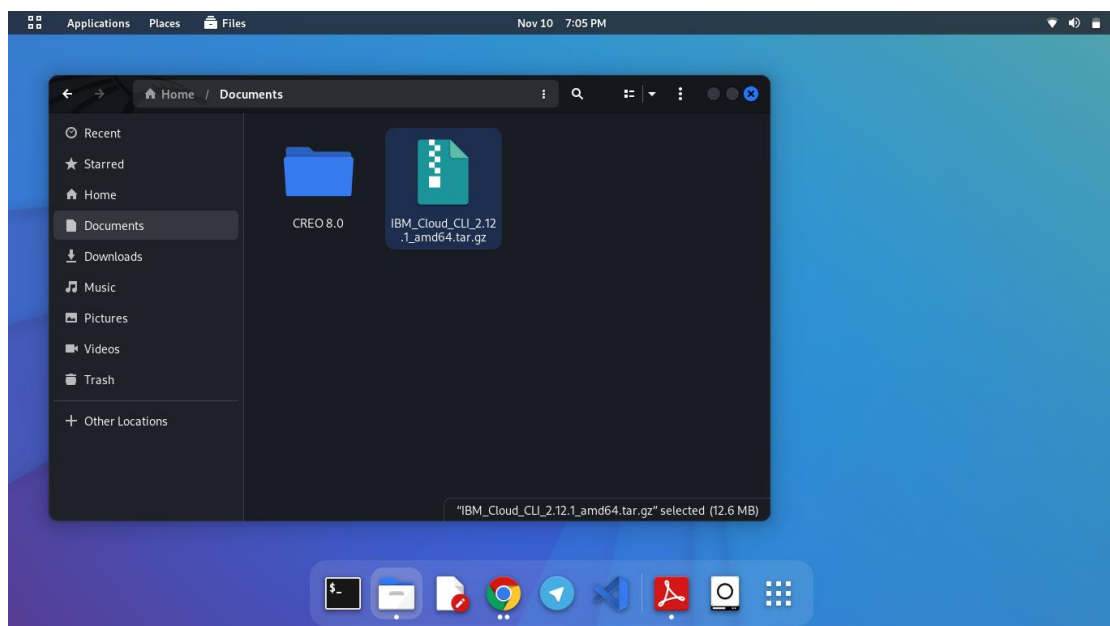 Applications Places Files Nov 10 7:05 PM
Home / Documents
Recent
Starred
Home
Documents
Downloads
Music
Pictures
Videos
Trash
Other Locations
CREO 8.0
IBM_Cloud_CLI_2.12
.1_amd64.tar.gz
"IBM_Cloud_CLI_2.12.1_amd64.tar.gz" selected (12.6 MB)
$_